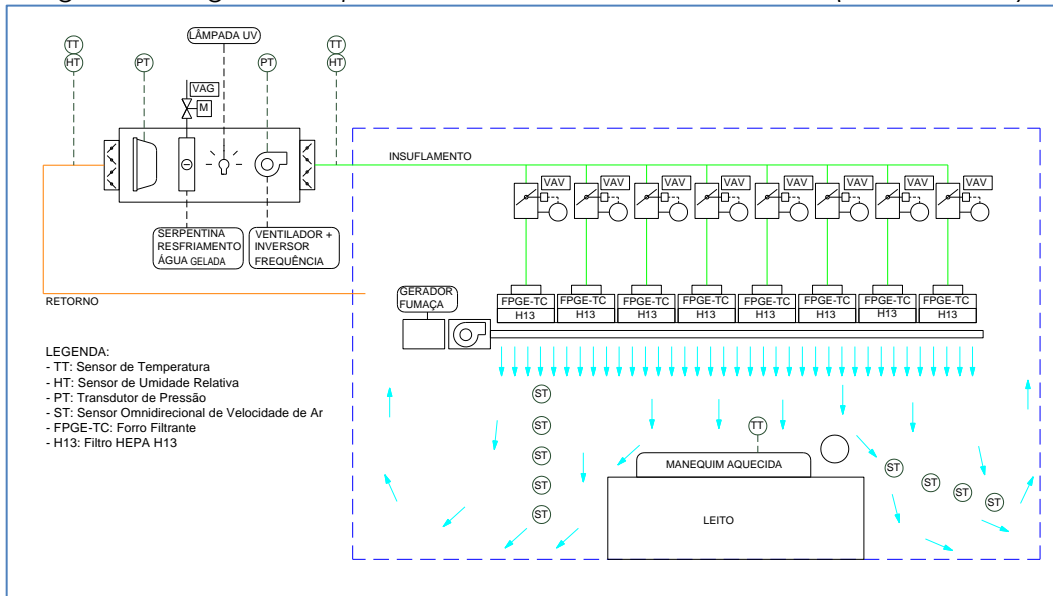 LÂMPADA UV
TT
HT
PT
PT
TT
HT
VAG
M
INSUFLAMENTO
VAV
VAV
VAV
VAV
VAV
VAV
VAV
VAV
SERPENTINA
RESFRIAMENTO
ÁGUA GELADA
VENTILADOR +
INVERSOR
FREQUÊNCIA
RETORNO
GERADOR
FUMAÇA
FPGE-TC
H13
FPGE-TC
H13
FPGE-TC
H13
FPGE-TC
H13
FPGE-TC
H13
FPGE-TC
H13
FPGE-TC
H13
FPGE-TC
H13
LEGENDA:
- TT: Sensor de Temperatura
- HT: Sensor de Umidade Relativa
- PT: Transdutor de Pressão
- ST: Sensor Omnidirecional de Velocidade de Ar
- FPGE-TC: Forro Filtrante
- H13: Filtro HEPA H13
ST
ST
ST
ST
ST
TT
MANEQUIM AQUECIDA
LEITO
ST
ST
ST
ST